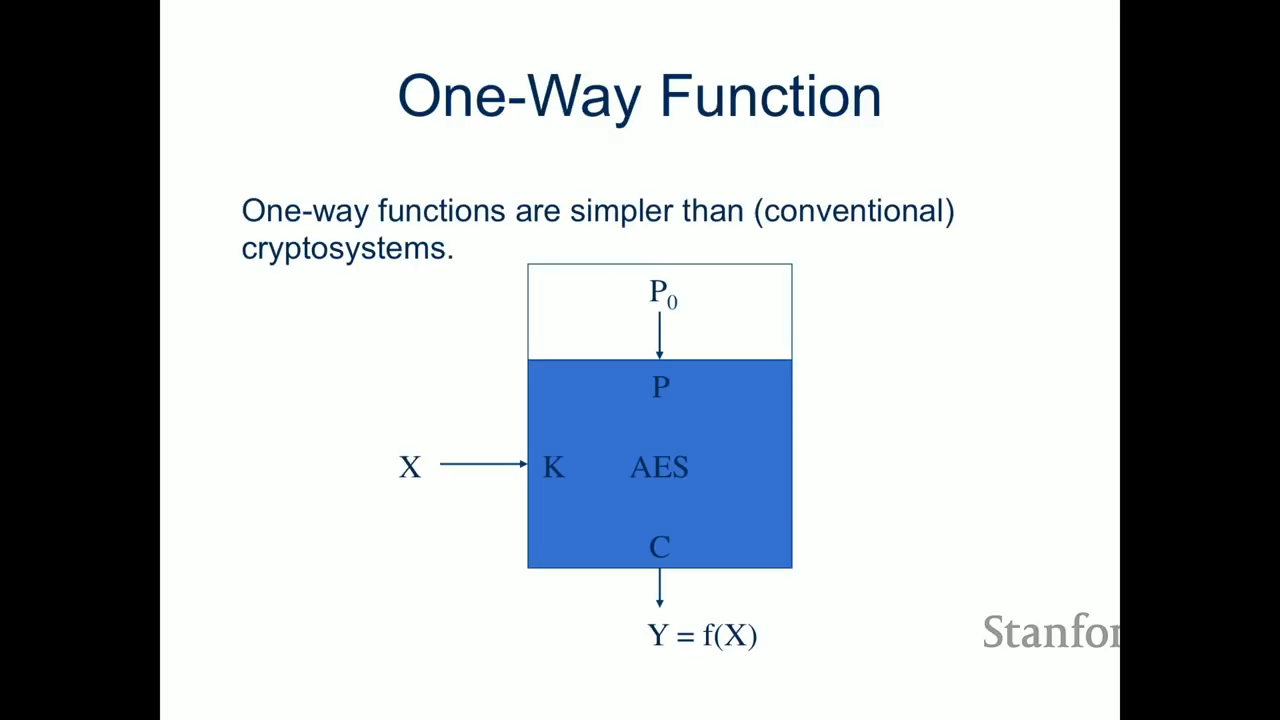 One-Way Function
One-way functions are simpler than (conventional)
cryptosystems.
P₀
P
X
K
AES
C
Y = f(X)
Stanfor